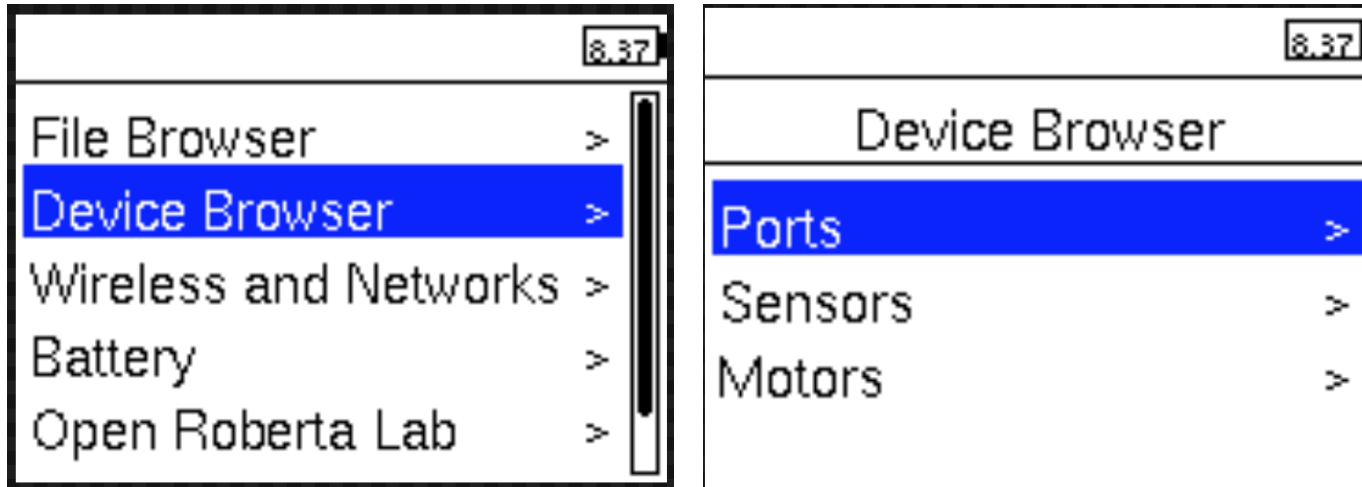 8.37
File Browser >
Device Browser >
Wireless and Networks >
Battery >
Open Roberta Lab >
8.37
Device Browser
Ports >
Sensors >
Motors >